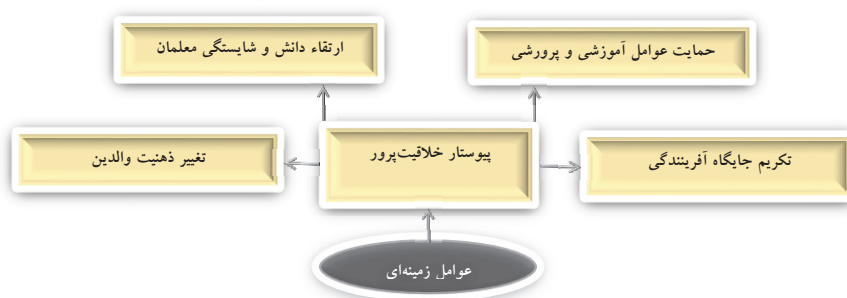 حمایت عوامل آموزشی و پرورشی
ارتقاء دانش و شایستگی معلمان
تکریم جایگاه آفرینندگی
پیوستار خلاقیت‌پرور
تغییر ذهنیت والدین
عوامل زمینه‌ای